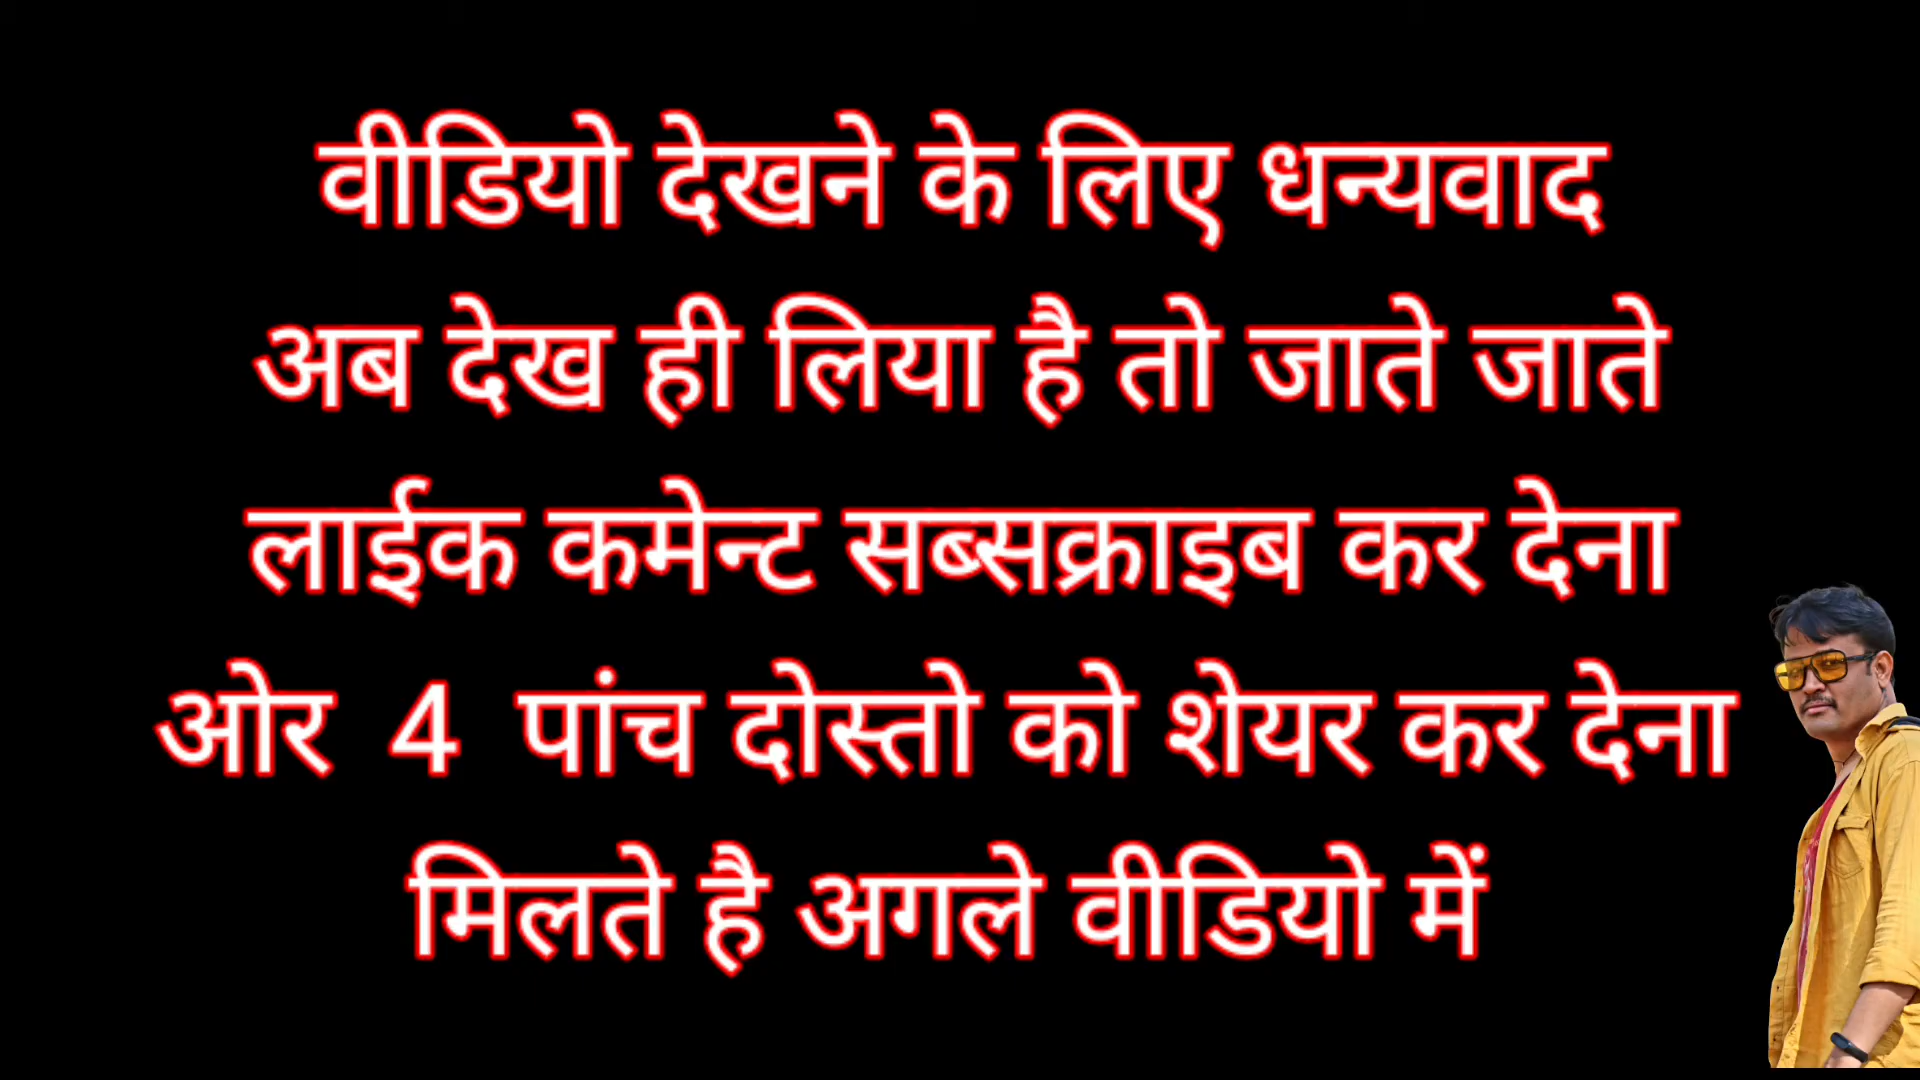 वीडियो देखने के लिए धन्यवाद
अब देख ही लिया है तो जाते जाते
लाईक कमेन्ट सब्सक्राइब कर देना
ओर 4 पांच दोस्तो को शेयर कर देना
मिलते है अगले वीडियो में